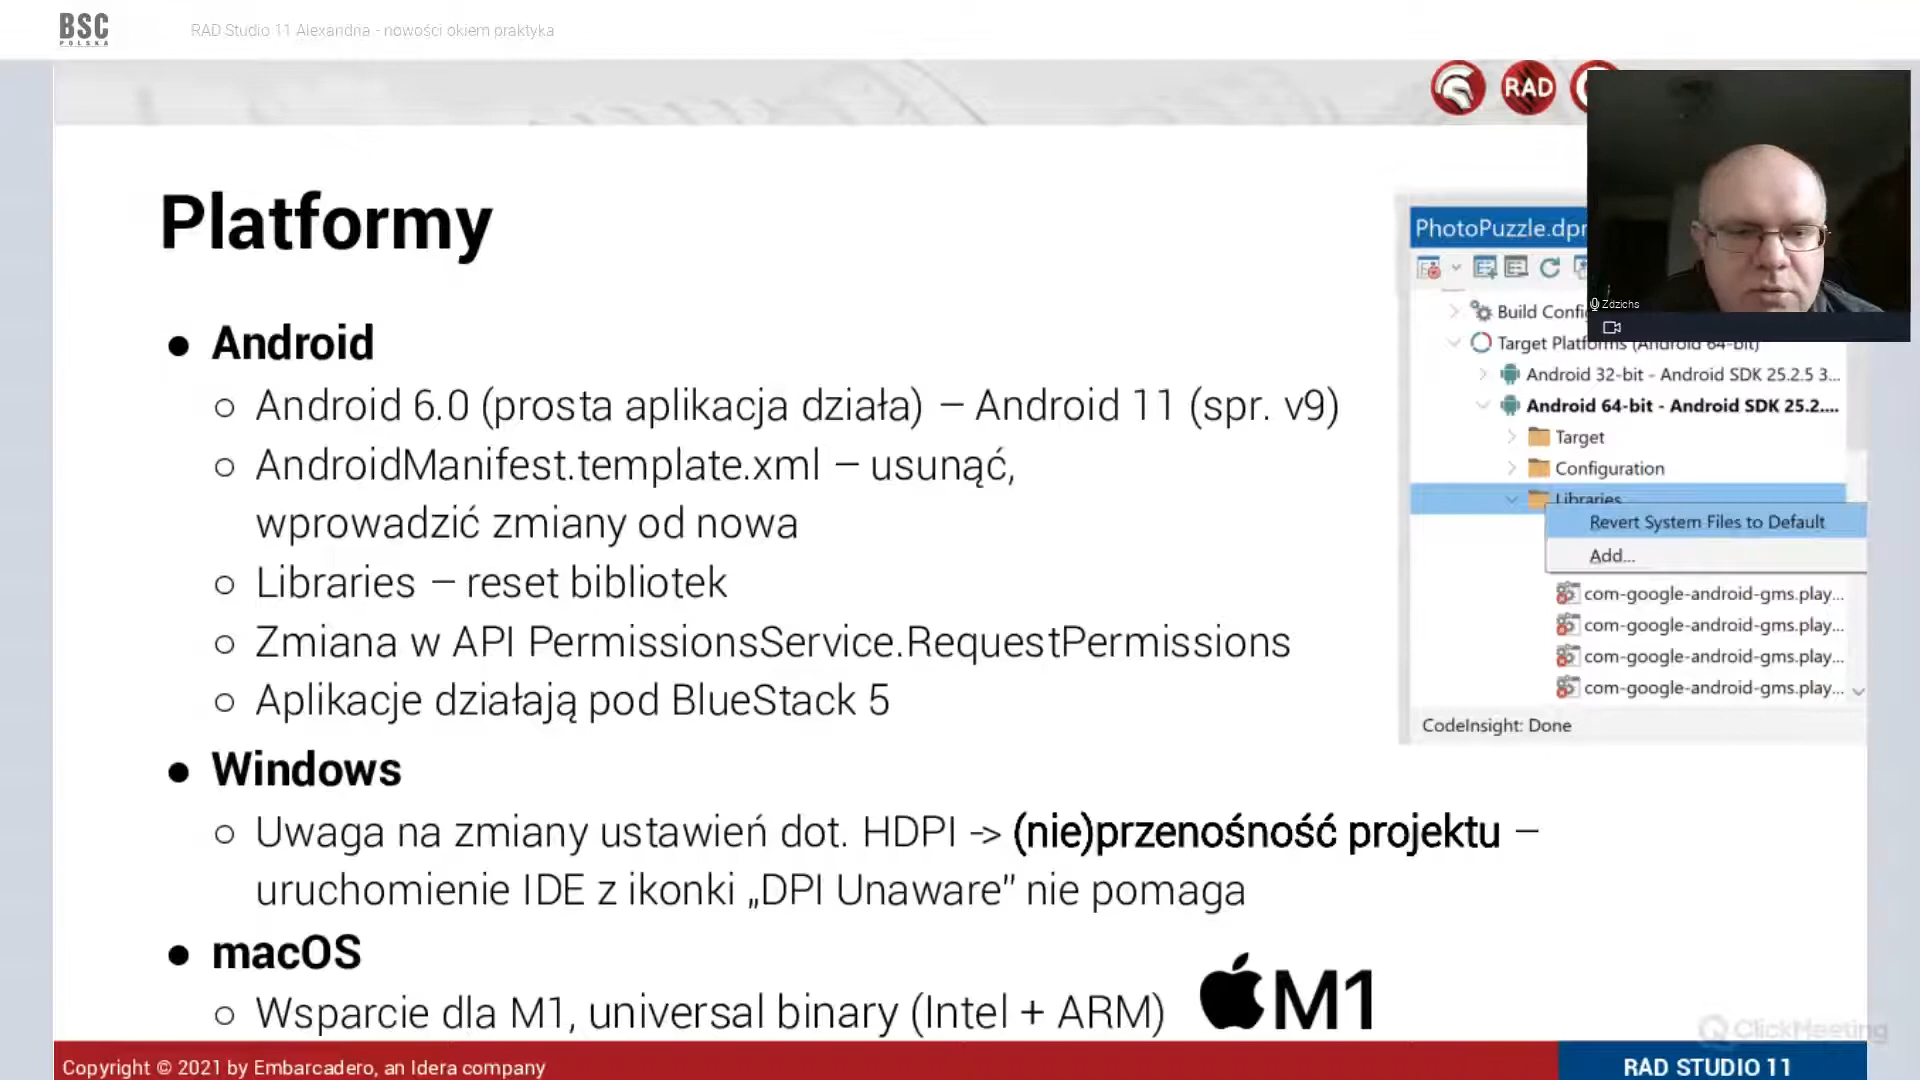 BSC
POLSKA
RAD Studio 11 Alexandria - nowości okiem praktyka
RAD
Platformy
● Android
○ Android 6.0 (prosta aplikacja działa) – Android 11 (spr. v9)
○ AndroidManifest.template.xml – usunąć,
wprowadzić zmiany od nowa
○ Libraries – reset bibliotek
○ Zmiana w API PermissionsService.RequestPermissions
○ Aplikacje działają pod BlueStack 5
● Windows
○ Uwaga na zmiany ustawień dot. HDPI -> (nie)przenośność projektu –
uruchomienie IDE z ikonki „DPI Unaware” nie pomaga
● macOS
○ Wsparcie dla M1, universal binary (Intel + ARM)
M1
PhotoPuzzle.dpr
Build Confi
Target Platforms (Android 64-bit)
Android 32-bit - Android SDK 25.2.5 3...
Android 64-bit - Android SDK 25.2....
Target
Configuration
Libraries
Revert System Files to Default
Add...
com-google-android-gms.play...
com-google-android-gms.play...
com-google-android-gms.play...
com-google-android-gms.play...
CodeInsight: Done
Zdzichs
ClickMeeting
Copyright © 2021 by Embarcadero, an Idera company
RAD STUDIO 11